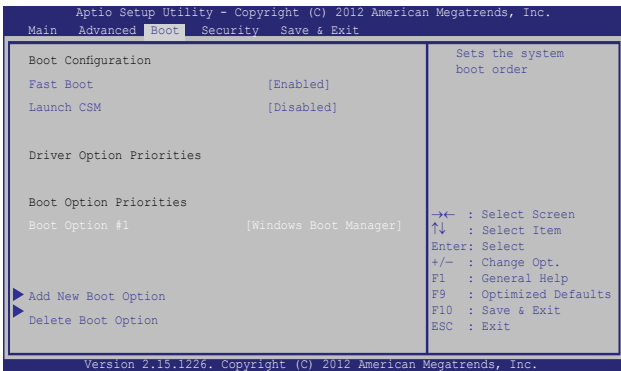 Aptio Setup Utility - Copyright (C) 2012 American Megatrends, Inc.
Main Advanced Boot Security Save & Exit
Boot Configuration
Fast Boot [Enabled]
Launch CSM [Disabled]
Driver Option Priorities
Boot Option Priorities
Boot Option #1 [Windows Boot Manager]
Add New Boot Option
Delete Boot Option
Sets the system
boot order
→← : Select Screen
↑↓ : Select Item
Enter: Select
+/— : Change Opt.
F1 : General Help
F9 : Optimized Defaults
F10 : Save & Exit
ESC : Exit
Version 2.15.1226. Copyright (C) 2012 American Megatrends, Inc.